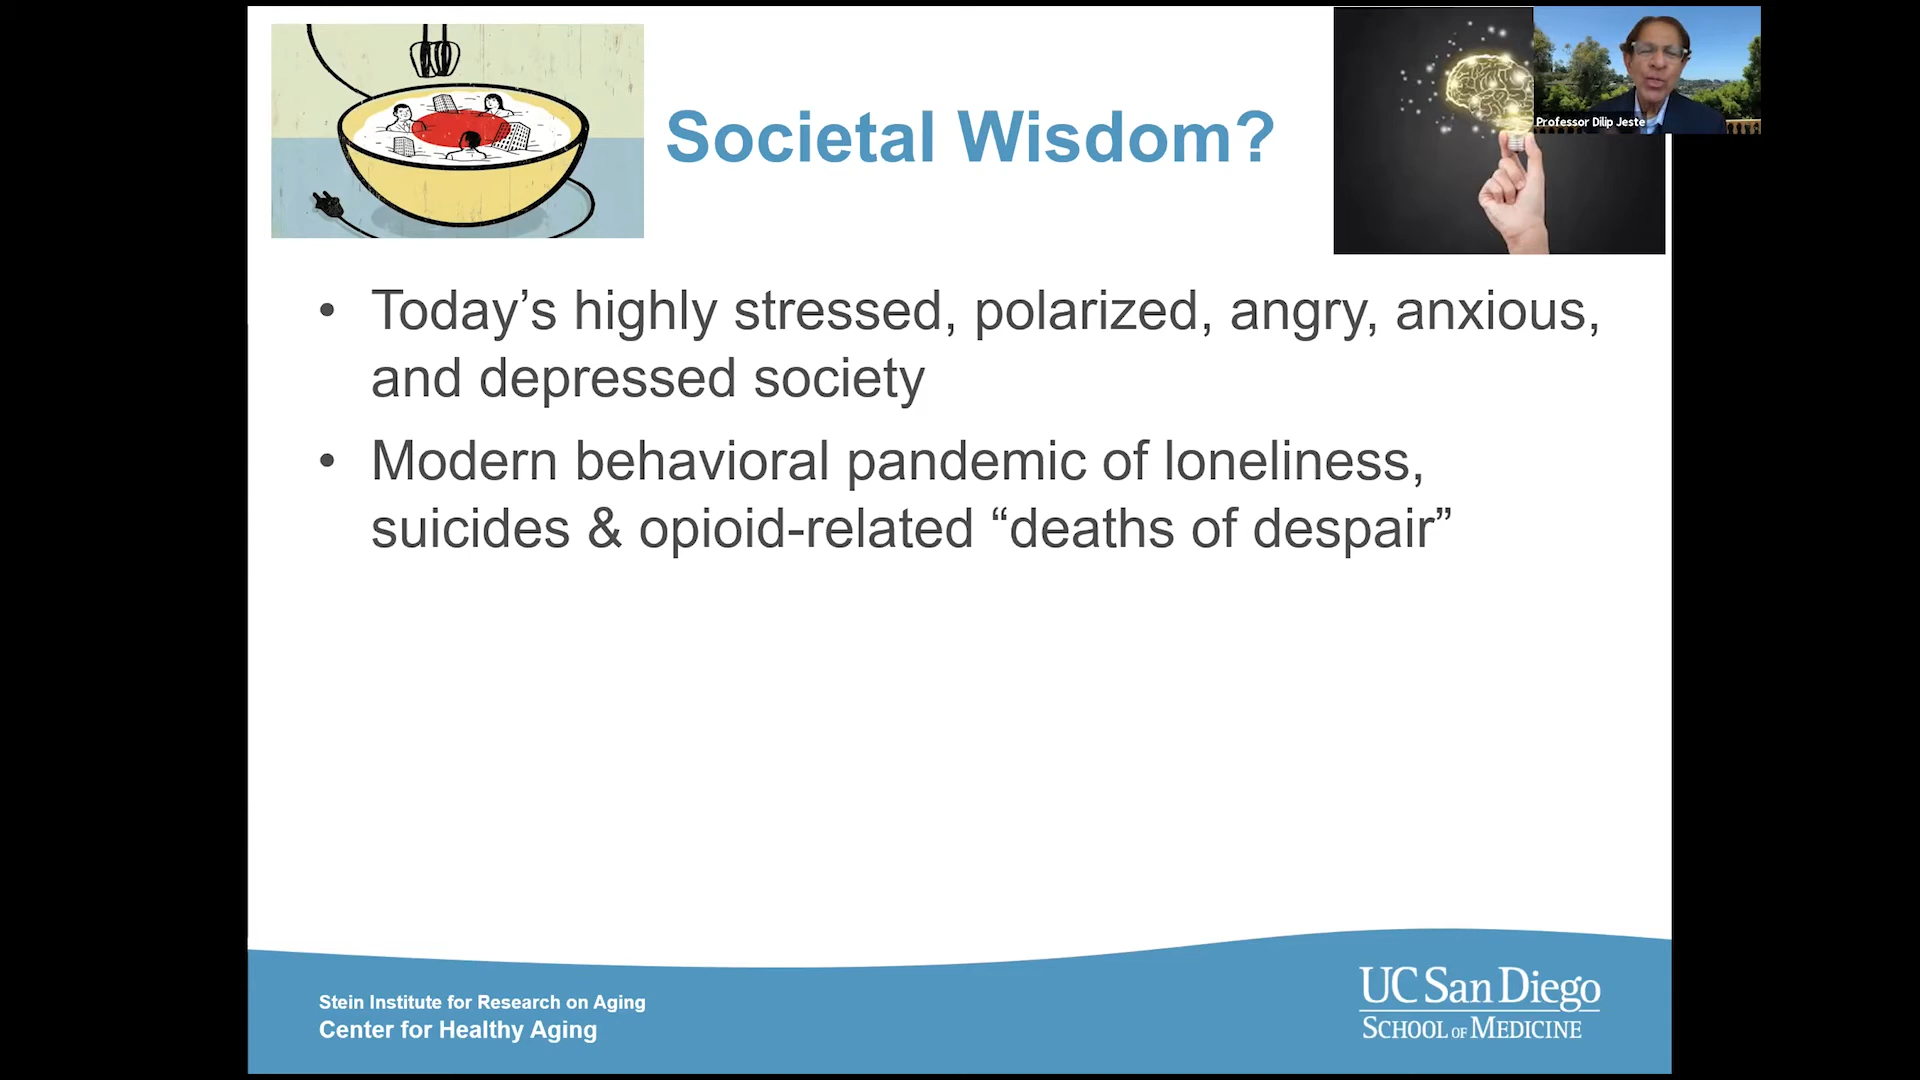 Societal Wisdom?
Professor Dilip Jeste
• Today’s highly stressed, polarized, angry, anxious,
and depressed society
• Modern behavioral pandemic of loneliness,
suicides & opioid-related “deaths of despair”
Stein Institute for Research on Aging
Center for Healthy Aging
UC San Diego
SCHOOL OF MEDICINE